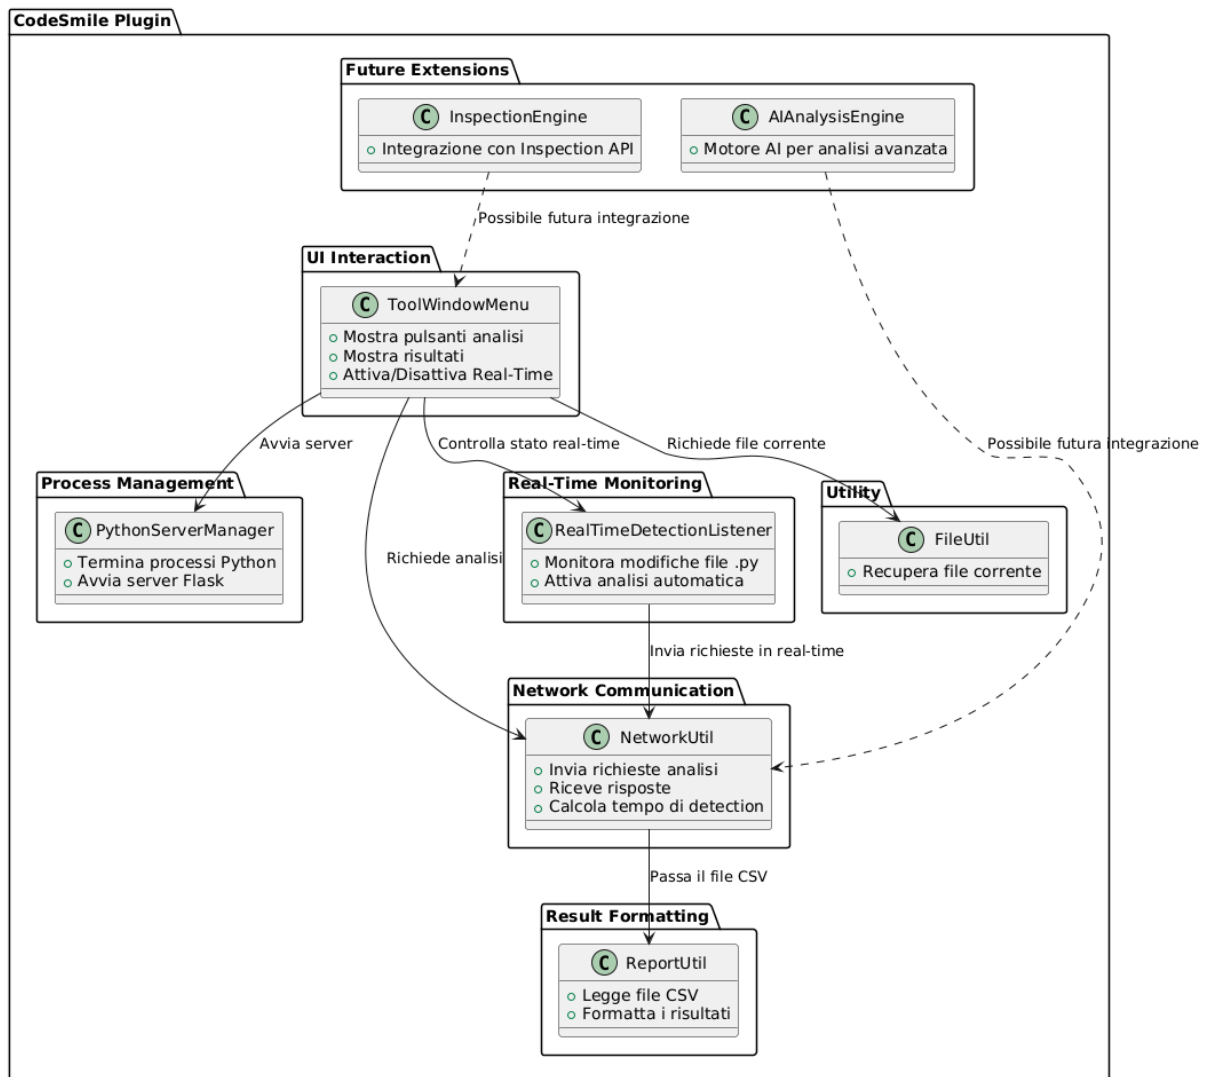 CodeSmile Plugin
Future Extensions
C InspectionEngine
Integrazione con Inspection API
C AIAnalysisEngine
Motore AI per analisi avanzata
Possibile futura integrazione
UI Interaction
C ToolWindowMenu
Mostra pulsanti analisi
Mostra risultati
Attiva/Disattiva Real-Time
Avvia server
Controlla stato real-time
Richiede file corrente
Possibile futura integrazione
Process Management
C PythonServerManager
Termina processi Python
Avvia server Flask
Richiede analisi
Real-Time Monitoring
C RealTimeDetectionListener
Monitora modifiche file .py
Attiva analisi automatica
Utility
C FileUtil
Recupera file corrente
Invia richieste in real-time
Network Communication
C NetworkUtil
Invia richieste analisi
Riceve risposte
Calcola tempo di detection
Passa il file CSV
Result Formatting
C ReportUtil
Legge file CSV
Formatta i risultati